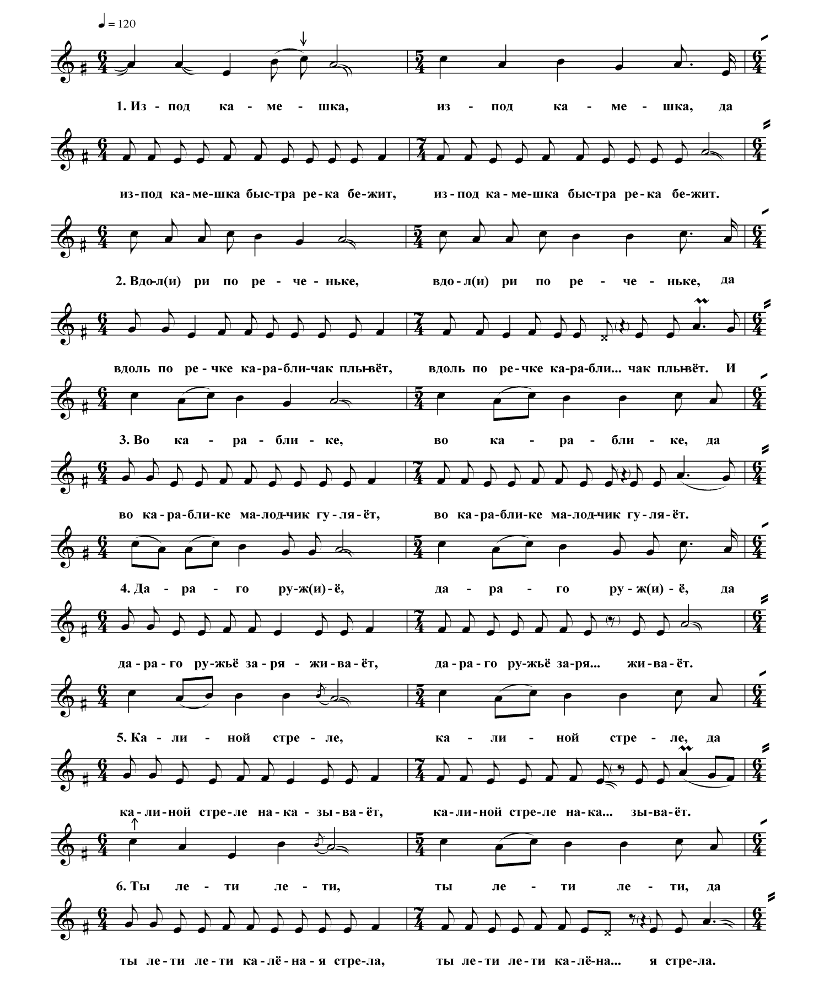 ♩ = 120
1. Из - под ка - ме - шка, из - под ка - ме - шка, да
из - под ка - ме - шка быс - тра ре - ка бе - жит, из - под ка - ме - шка быс - тра ре - ка бе - жит.
2. Вдо - л(и) ри по ре - че - ньке, вдо - л(и) ри по ре - че - ньке, да
вдоль по ре - чке ка - ра - бли - чак плы - вёт, вдоль по ре - чке ка - ра - бли... чак плы - вёт. И
3. Во ка - ра - бли - ке, во ка - ра - бли - ке, да
во ка - ра - бли - ке ма - лод - чик гу - ля - ёт, во ка - ра - бли - ке ма - лод - чик гу - ля - ёт.
4. Да - ра - го ру - ж(и) - ё, да - ра - го ру - ж(и) - ё, да
да - ра - го ру - жьё за - ря - жи - ва - ёт, да - ра - го ру - жьё за - ря... жи - ва - ёт.
5. Ка - ли - ной стре - ле, ка - ли - ной стре - ле, да
ка - ли - ной стре - ле на - ка - зы - ва - ёт, ка - ли - ной стре - ле на - ка... зы - ва - ёт.
6. Ты ле - ти ле - ти, ты ле - ти ле - ти, да
ты ле - ти ле - ти ка - лё - на - я стре - ла, ты ле - ти ле - ти ка - лё - на... я стре - ла.